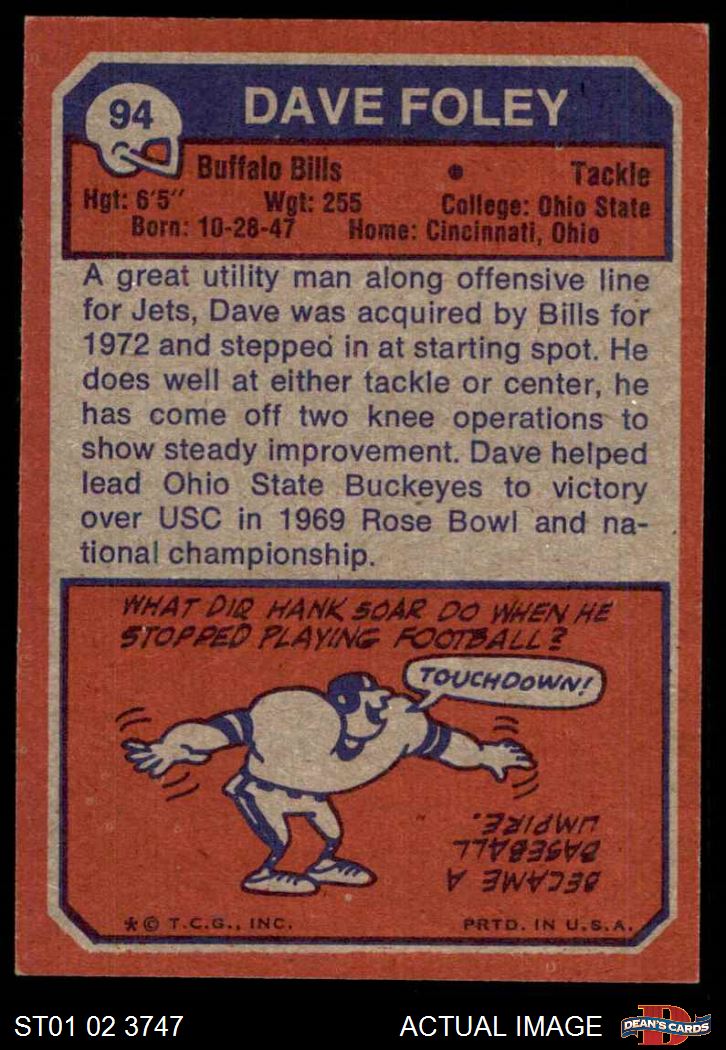 94
DAVE FOLEY
Buffalo Bills • Tackle
Hgt: 6'5" Wgt: 255 College: Ohio State
Born: 10-28-47 Home: Cincinnati, Ohio
A great utility man along offensive line
for Jets, Dave was acquired by Bills for
1972 and stepped in at starting spot. He
does well at either tackle or center, he
has come off two knee operations to
show steady improvement. Dave helped
lead Ohio State Buckeyes to victory
over USC in 1969 Rose Bowl and na-
tional championship.
WHAT DID HANK SOAR DO WHEN HE
STOPPED PLAYING FOOTBALL?
TOUCHDOWN!
BECAME A
BASEBALL
UMPIRE.
* © T.C.G., INC. PRTD. IN U.S.A.
ST01 02 3747
ACTUAL IMAGE
D
DEAN'S CARDS